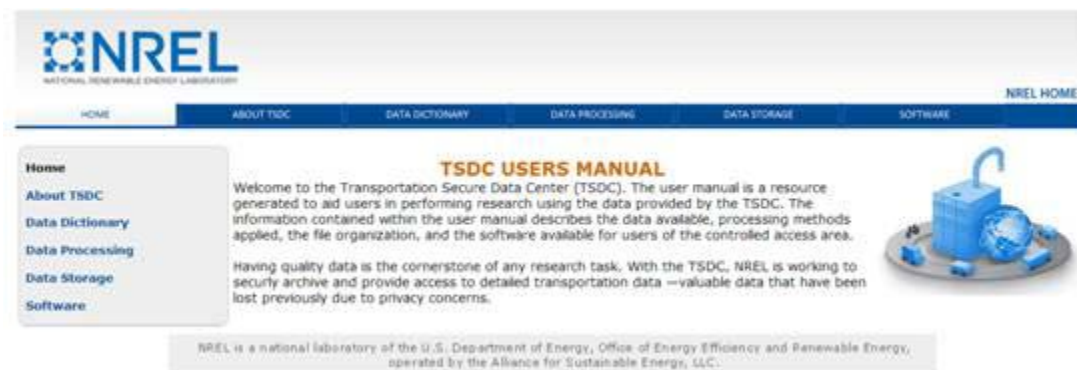 NREL
NATIONAL RENEWABLE ENERGY LABORATORY
NREL HOME
HOME ABOUT TSDC DATA DICTIONARY DATA PROCESSING DATA STORAGE SOFTWARE
Home
About TSDC
Data Dictionary
Data Processing
Data Storage
Software
TSDC USERS MANUAL
Welcome to the Transportation Secure Data Center (TSDC). The user manual is a resource
generated to aid users in performing research using the data provided by the TSDC. The
information contained within the user manual describes the data available, processing methods
applied, the file organization, and the software available for users of the controlled access area.
Having quality data is the cornerstone of any research task. With the TSDC, NREL is working to
securly archive and provide access to detailed transportation data —valuable data that have been
lost previously due to privacy concerns.
NREL is a national laboratory of the U.S. Department of Energy, Office of Energy Efficiency and Renewable Energy,
operated by the Alliance for Sustainable Energy, LLC.